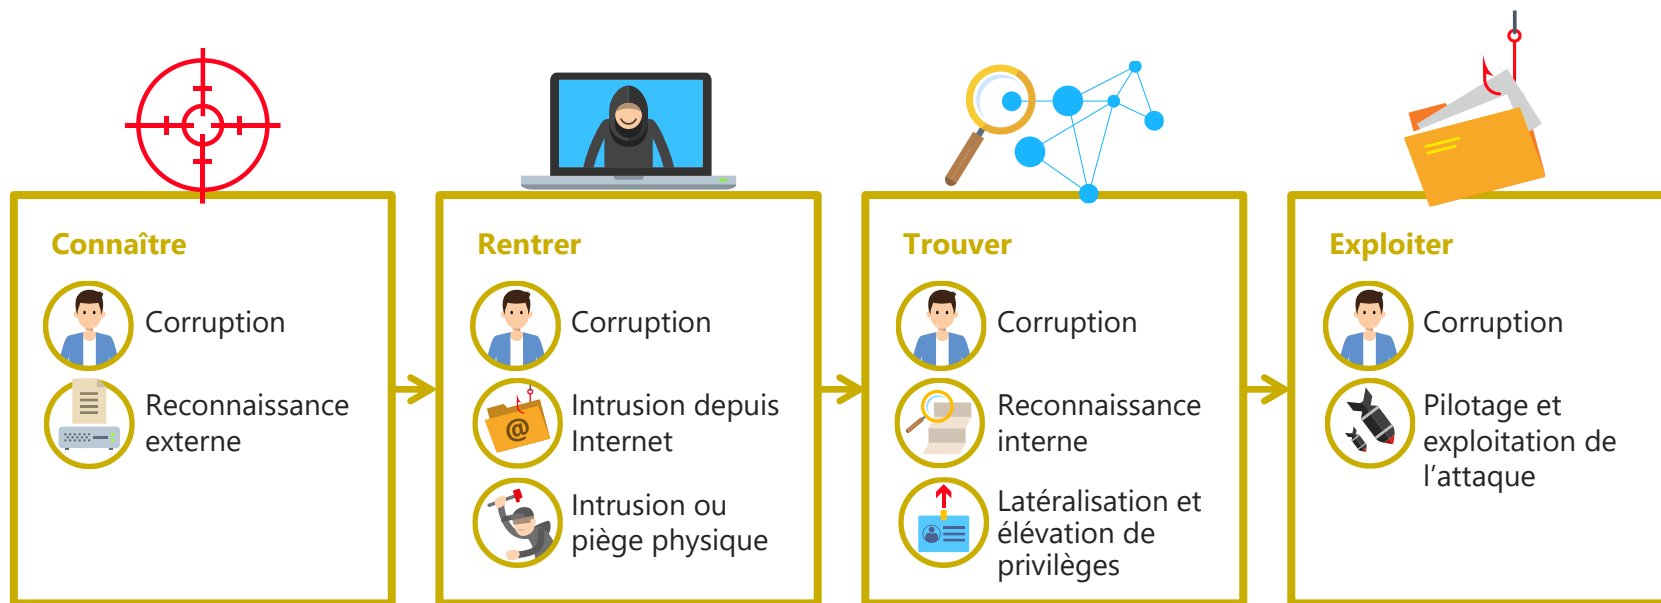 Connaître
Corruption
Reconnaissance
externe
Rentrer
Corruption
Intrusion depuis
Internet
@
Intrusion ou
piège physique
Trouver
Corruption
Reconnaissance
interne
Latéralisation et
élévation de
privilèges
Exploiter
Corruption
Pilotage et
exploitation de
l’attaque